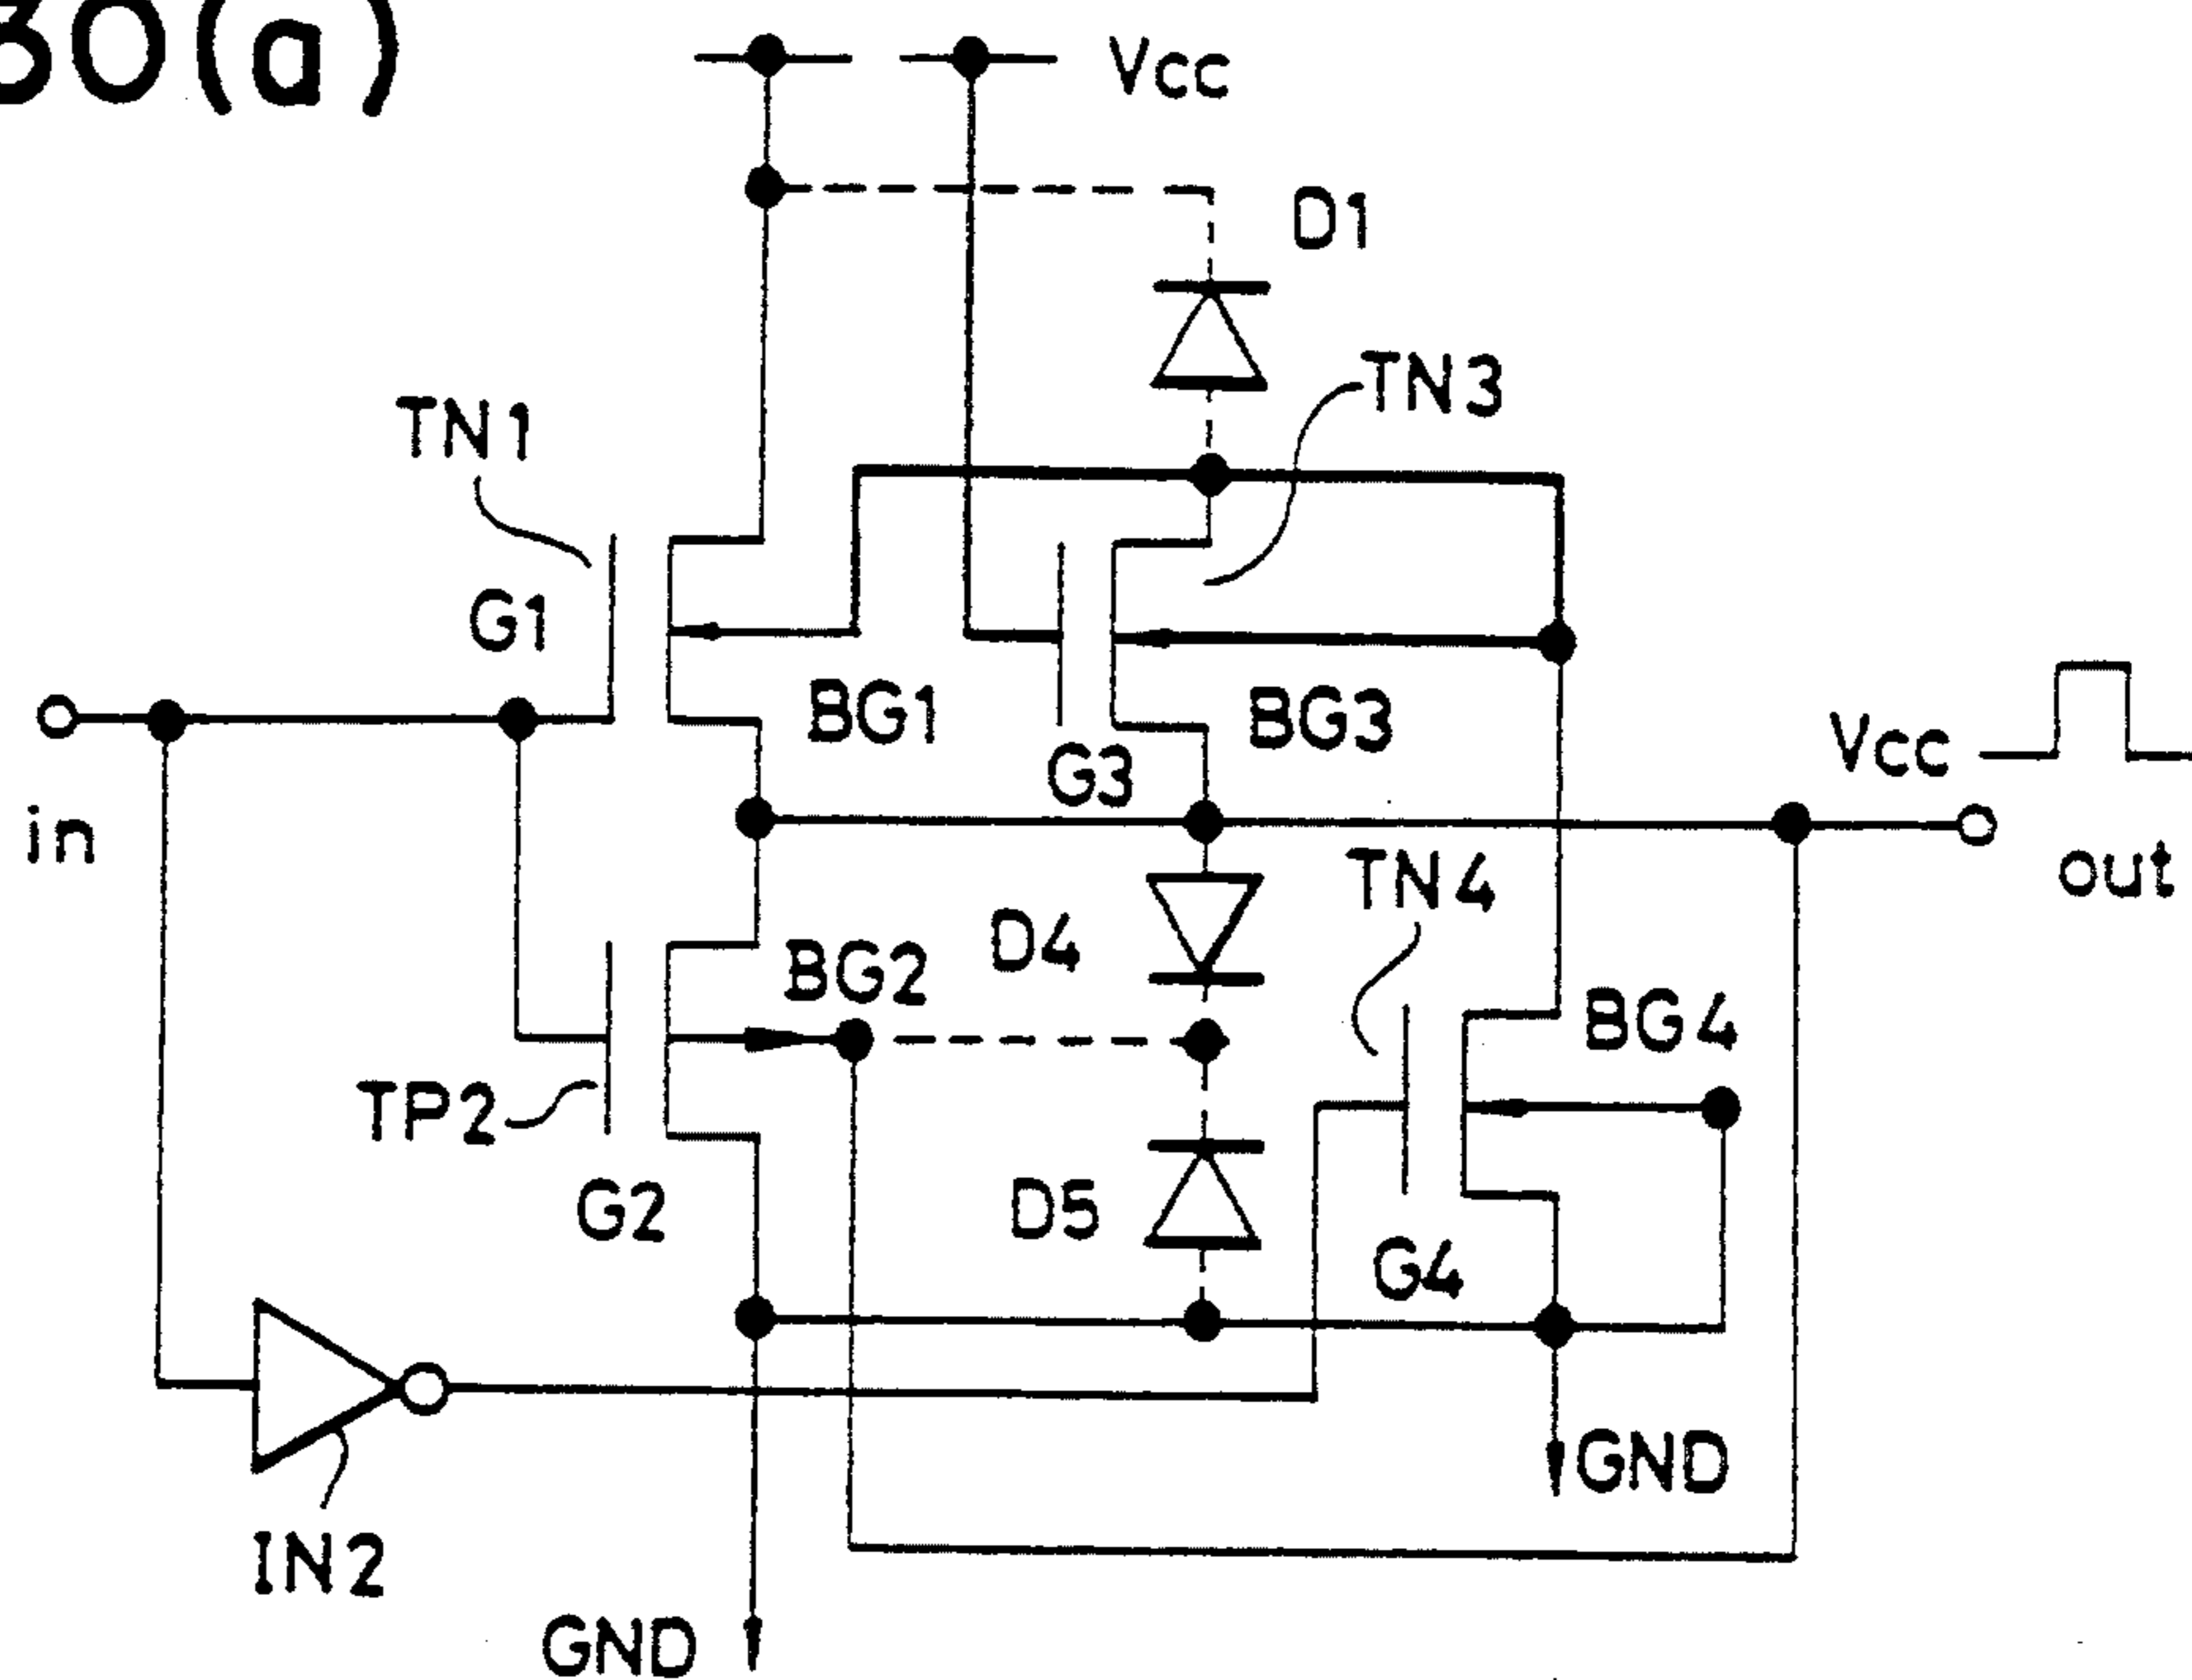 30(a)
Vcc
D1
TN3
TN1
G1
BG1
BG3
G3
Vcc
in
out
TN4
D4
BG2
BG4
TP2
G2
D5
G4
GND
IN2
GND